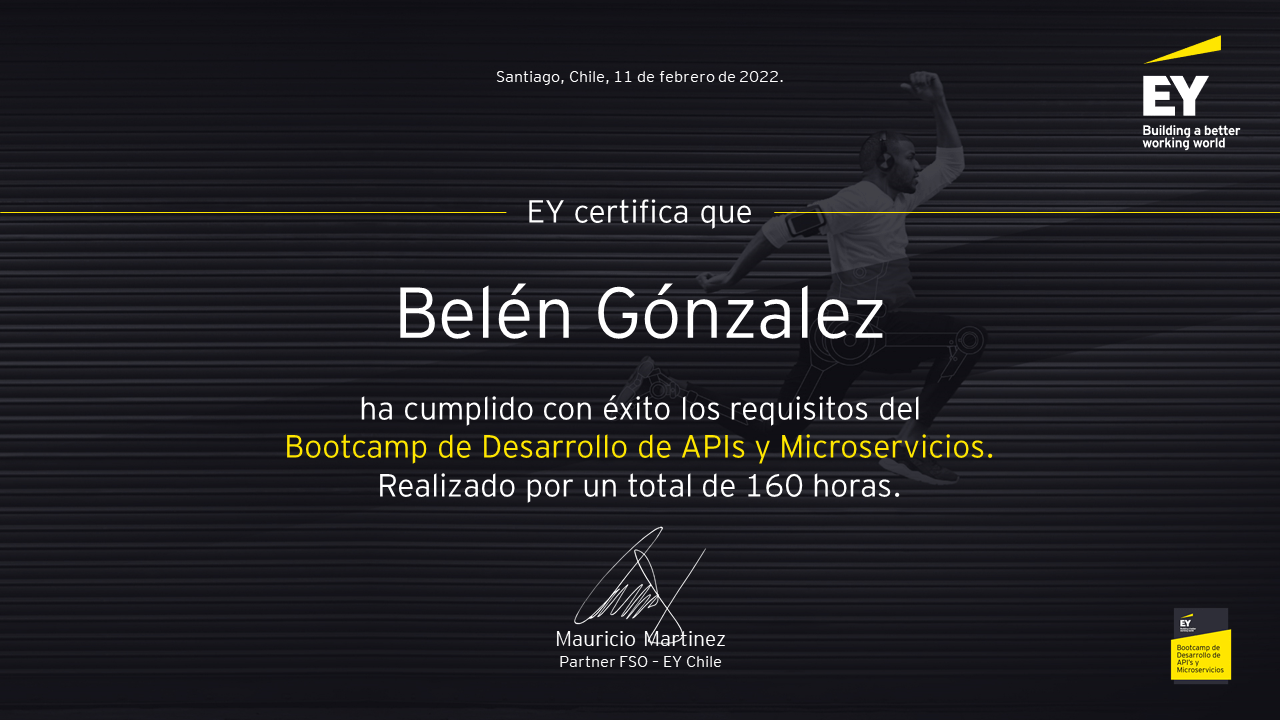 Santiago, Chile, 11 de febrero de 2022.
EY
Building a better
working world
EY certifica que
Belén Gónzalez
ha cumplido con éxito los requisitos del
Bootcamp de Desarrollo de APIs y Microservicios.
Realizado por un total de 160 horas.
Mauricio Martinez
Partner FSO – EY Chile
EY
Bootcamp de
Desarrollo de
API's y
Microservicios